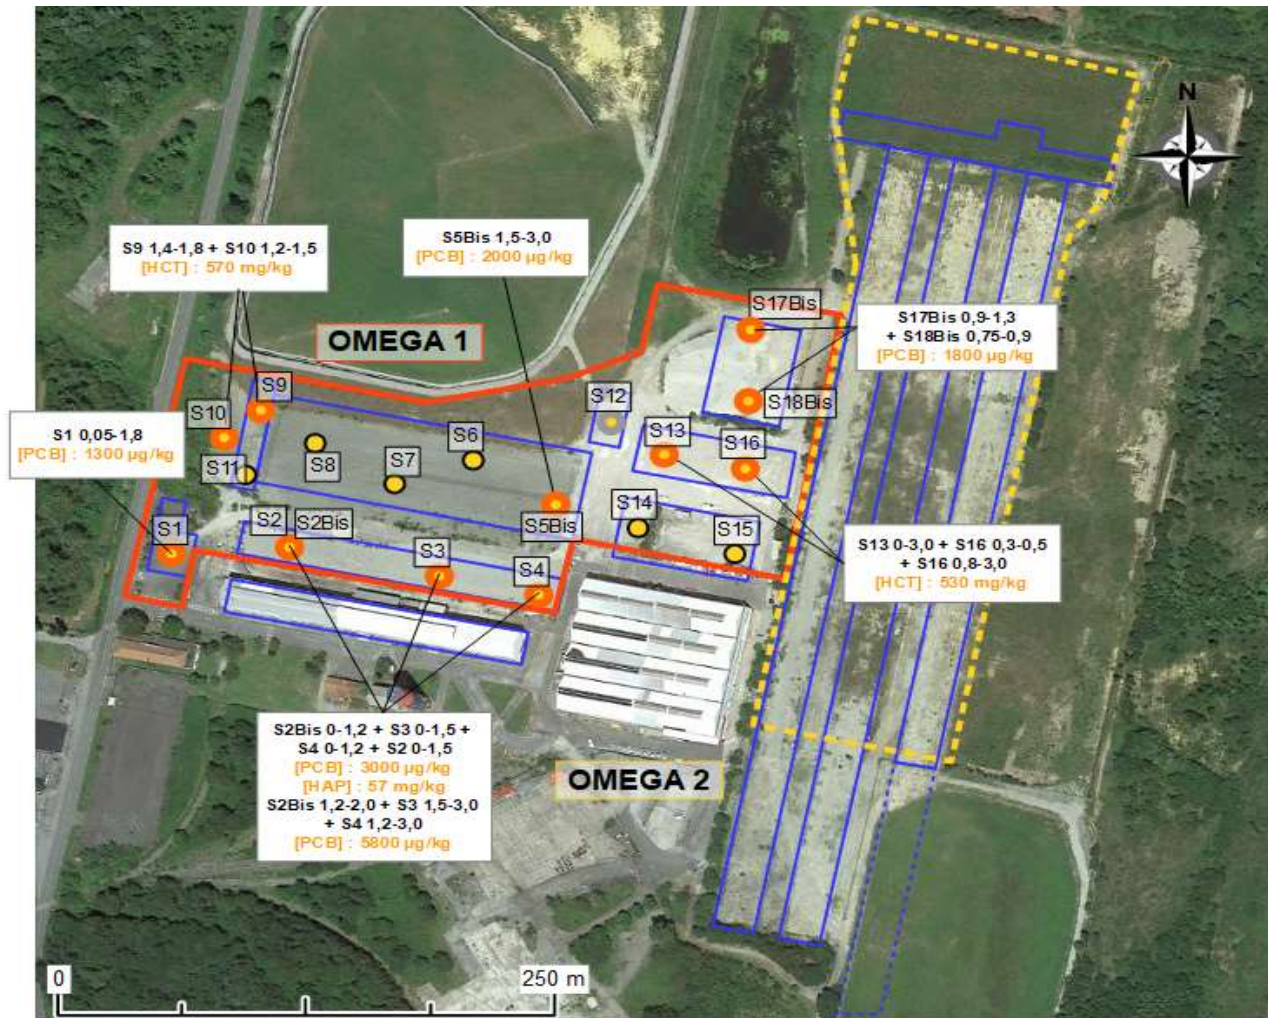 N
S9 1,4-1,8 + S10 1,2-1,5
[HCT] : 570 mg/kg
S5Bis 1,5-3,0
[PCB] : 2000 µg/kg
S17Bis
S17Bis 0,9-1,3
+ S18Bis 0,75-0,9
[PCB] : 1800 µg/kg
OMEGA 1
S9
S10
S12
S18Bis
S1 0,05-1,8
[PCB] : 1300 µg/kg
S6
S13
S16
S8
S7
S11
S5Bis
S14
S2
S2Bis
S1
S15
S3
S4
S13 0-3,0 + S16 0,3-0,5
+ S16 0,8-3,0
[HCT] : 530 mg/kg
S2Bis 0-1,2 + S3 0-1,5 +
S4 0-1,2 + S2 0-1,5
[PCB] : 3000 µg/kg
[HAP] : 57 mg/kg
S2Bis 1,2-2,0 + S3 1,5-3,0
+ S4 1,2-3,0
[PCB] : 5800 µg/kg
OMEGA 2
0
250 m